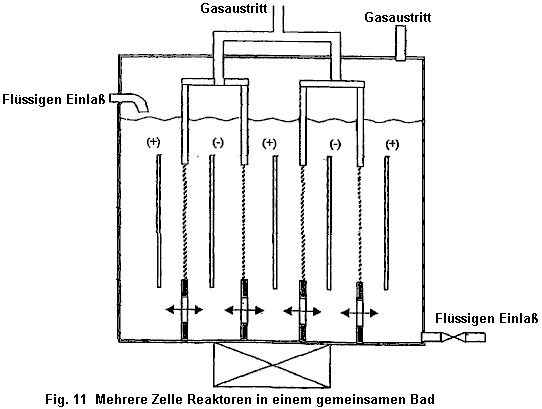 Gasaustritt
Gasaustritt
Flüssigen Einlaß
(+) (-) (+) (-) (+)
Flüssigen Einlaß
Fig. 11 Mehrere Zelle Reaktoren in einem gemeinsamen Bad